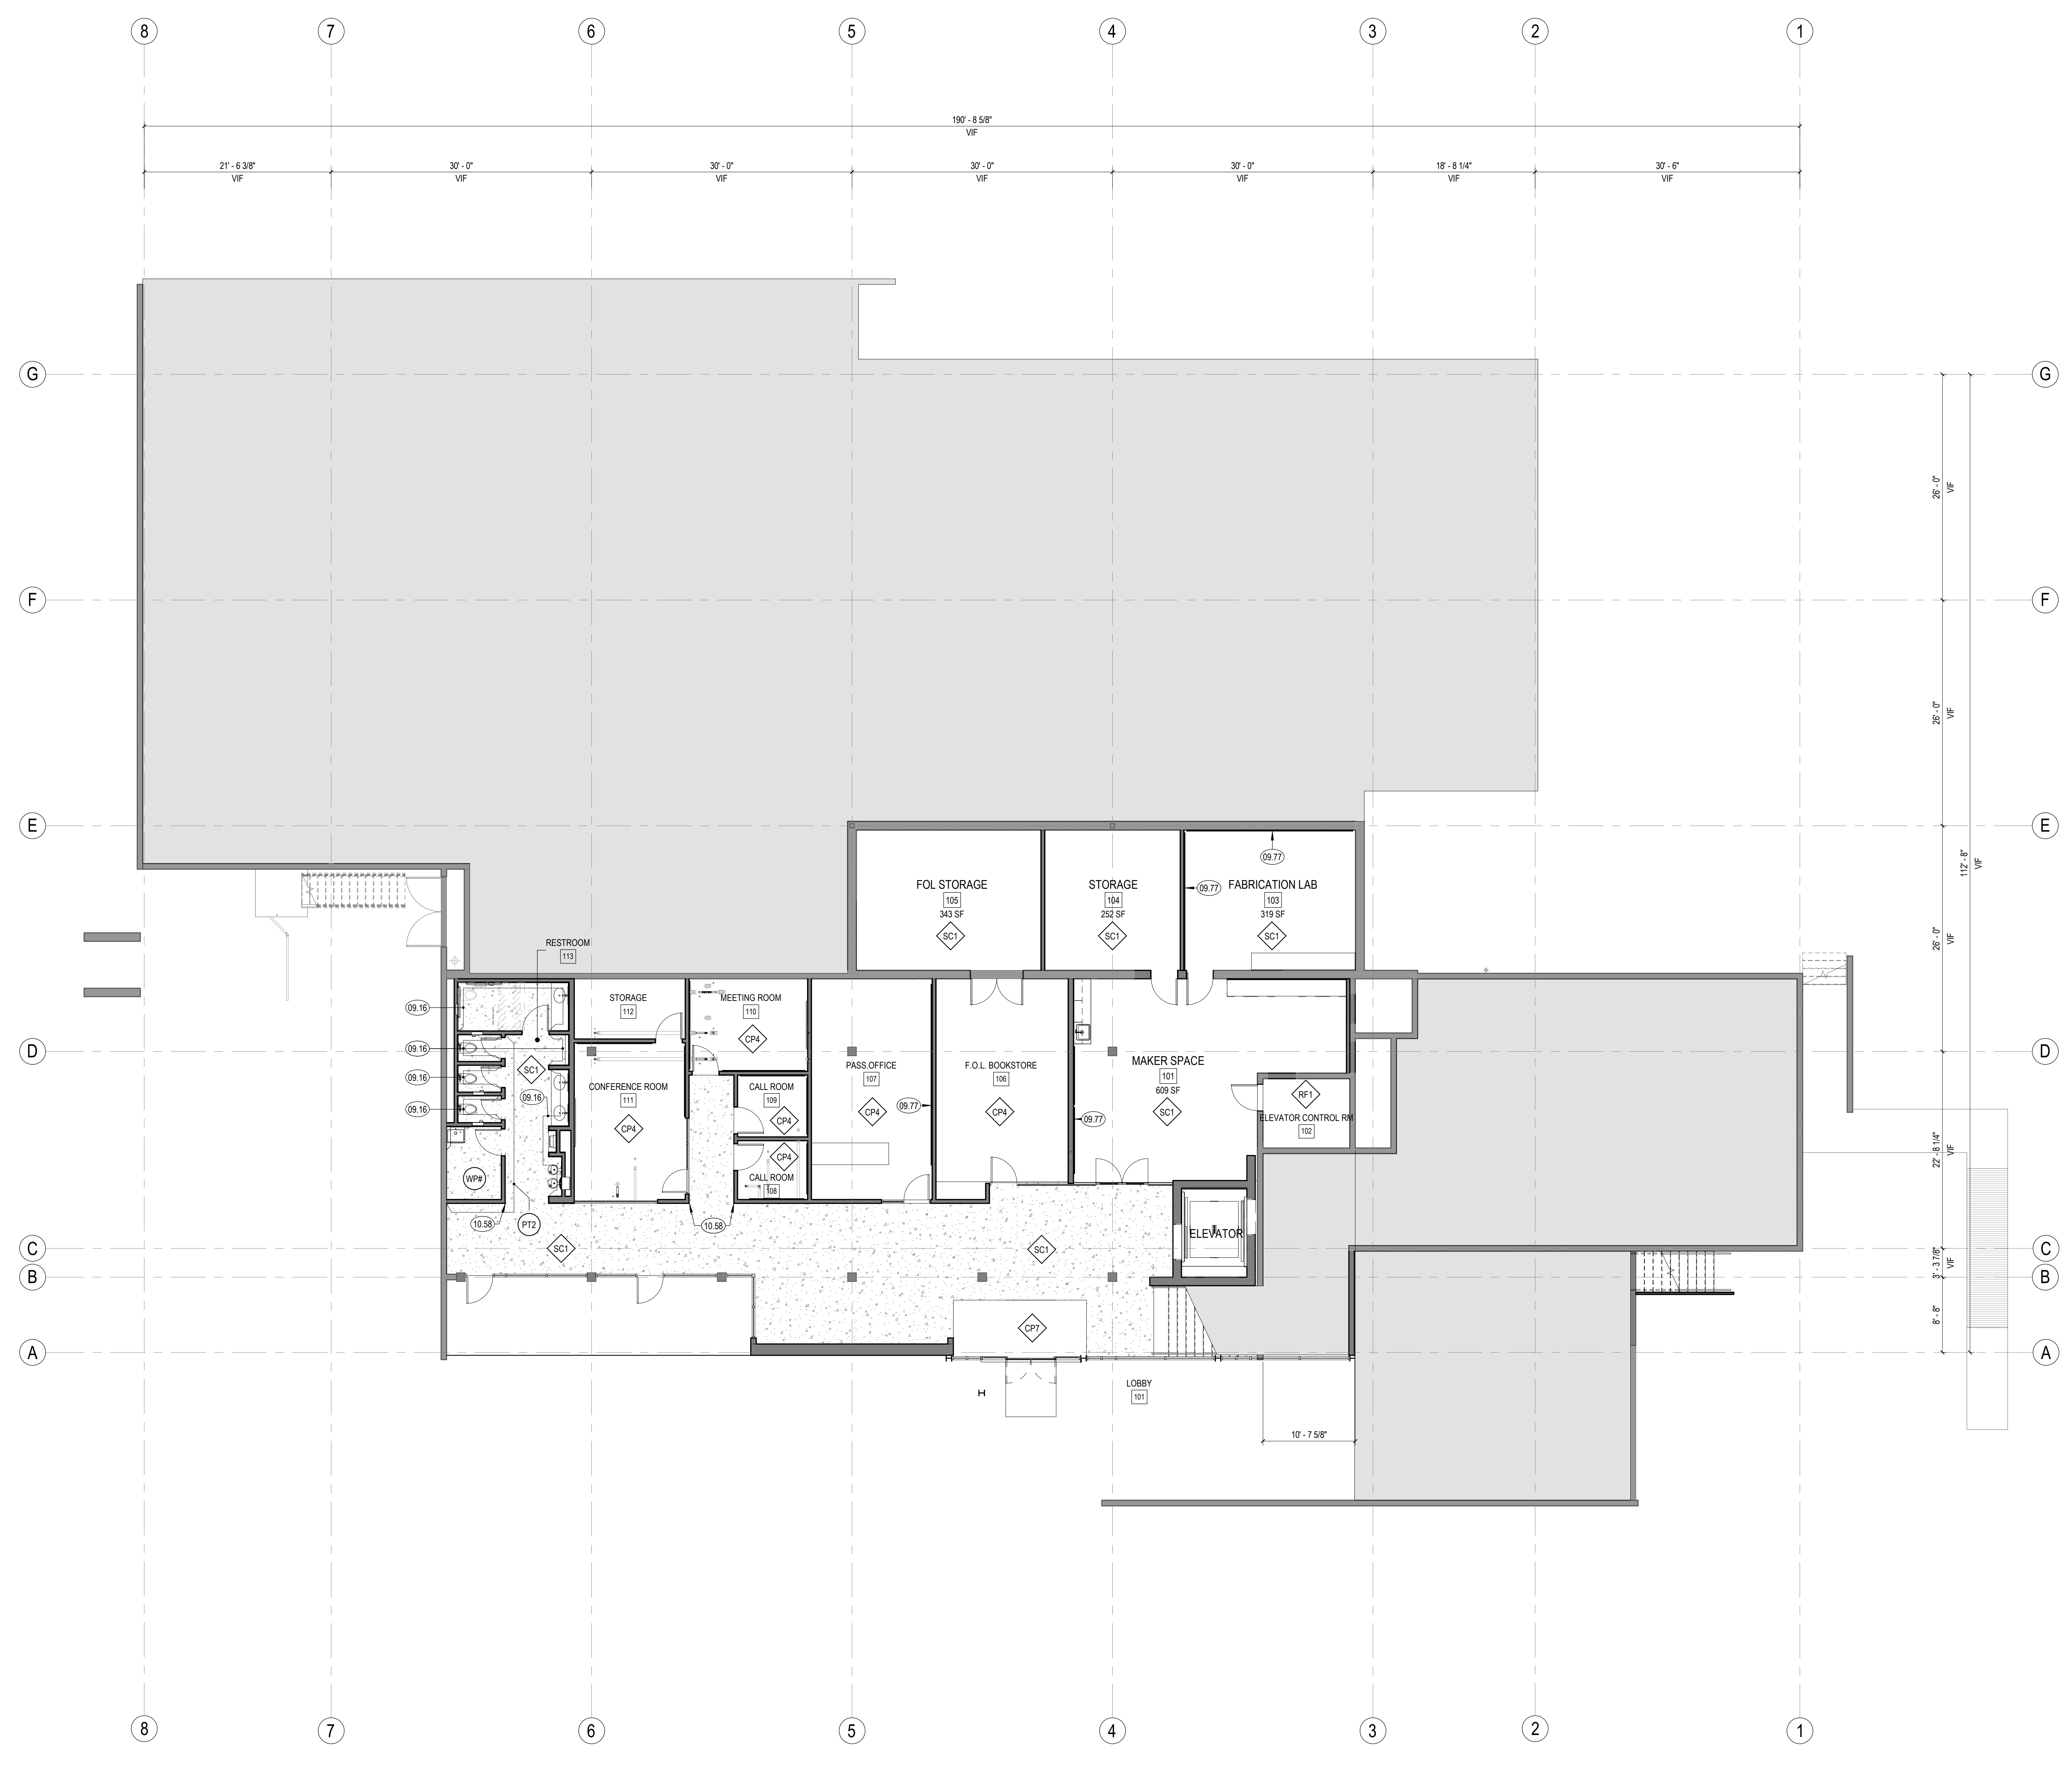 8 7 6 5 4 3 2 1
190' - 8 5/8"
VIF
21' - 6 3/8" 30' - 0" 30' - 0" 30' - 0" 30' - 0" 18' - 8 1/4" 30' - 6"
VIF VIF VIF VIF VIF VIF VIF
G G
26' - 0" VIF
F F
26' - 0" VIF
E E
112' - 8" VIF
26' - 0" VIF
09.77
FOL STORAGE
105
343 SF
SC1
STORAGE
104
252 SF
SC1
09.77
FABRICATION LAB
103
319 SF
SC1
RESTROOM
113
09.16
STORAGE
112
MEETING ROOM
110
CP4
D D
09.16
09.16
09.16
SC1
09.16
CONFERENCE ROOM
111
CP4
CALL ROOM
109
CP4
CP4
CALL ROOM
108
PASS.OFFICE
107
CP4
09.77
F.O.L. BOOKSTORE
106
CP4
MAKER SPACE
101
609 SF
SC1
09.77
RF1
ELEVATOR CONTROL RM
102
22' - 8 1/4" VIF
WP#
10.58
PT2
10.58
ELEVATOR
C C
SC1
SC1
3' - 3 7/8" VIF
B B
8' - 8"
CP7
A A
LOBBY
101
10' - 7 5/8"
8 7 6 5 4 3 2 1